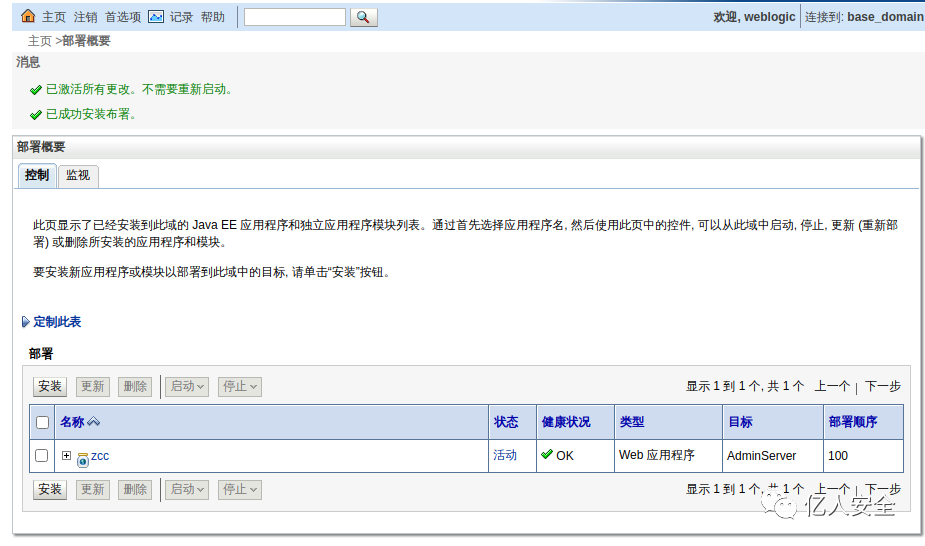 主页 注销 首选项 记录 帮助 欢迎, weblogic 连接到: base_domain
主页 >部署概要
消息
已激活所有更改。不需要重新启动。
已成功安装布署。
部署概要
控制 监视
此页显示了已经安装到此域的 Java EE 应用程序和独立应用程序模块列表。通过首先选择应用程序名, 然后使用此页中的控件, 可以从此域中启动, 停止, 更新 (重新部
署) 或删除所安装的应用程序和模块。
要安装新应用程序或模块以部署到此域中的目标, 请单击“安装”按钮。
定制此表
部署
安装 更新 删除 启动 停止 显示 1 到 1 个, 共 1 个 上一个 | 下一步
名称 状态 健康状况 类型 目标 部署顺序
zcc 活动 OK Web 应用程序 AdminServer 100
安装 更新 删除 启动 停止 显示 1 到 1 个, 共 1 个 上一个 | 下一步
亿人安全